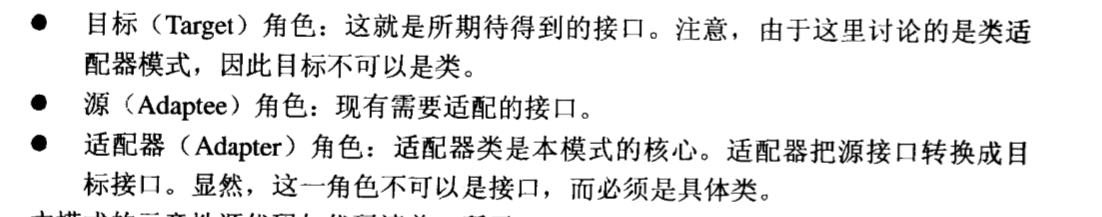 ● 目标（Target）角色：这就是所期待得到的接口。注意，由于这里讨论的是类适
配器模式，因此目标不可以是类。
● 源（Adaptee）角色：现有需要适配的接口。
● 适配器（Adapter）角色：适配器类是本模式的核心。适配器把源接口转换成目
标接口。显然，这一角色不可以是接口，而必须是具体类。